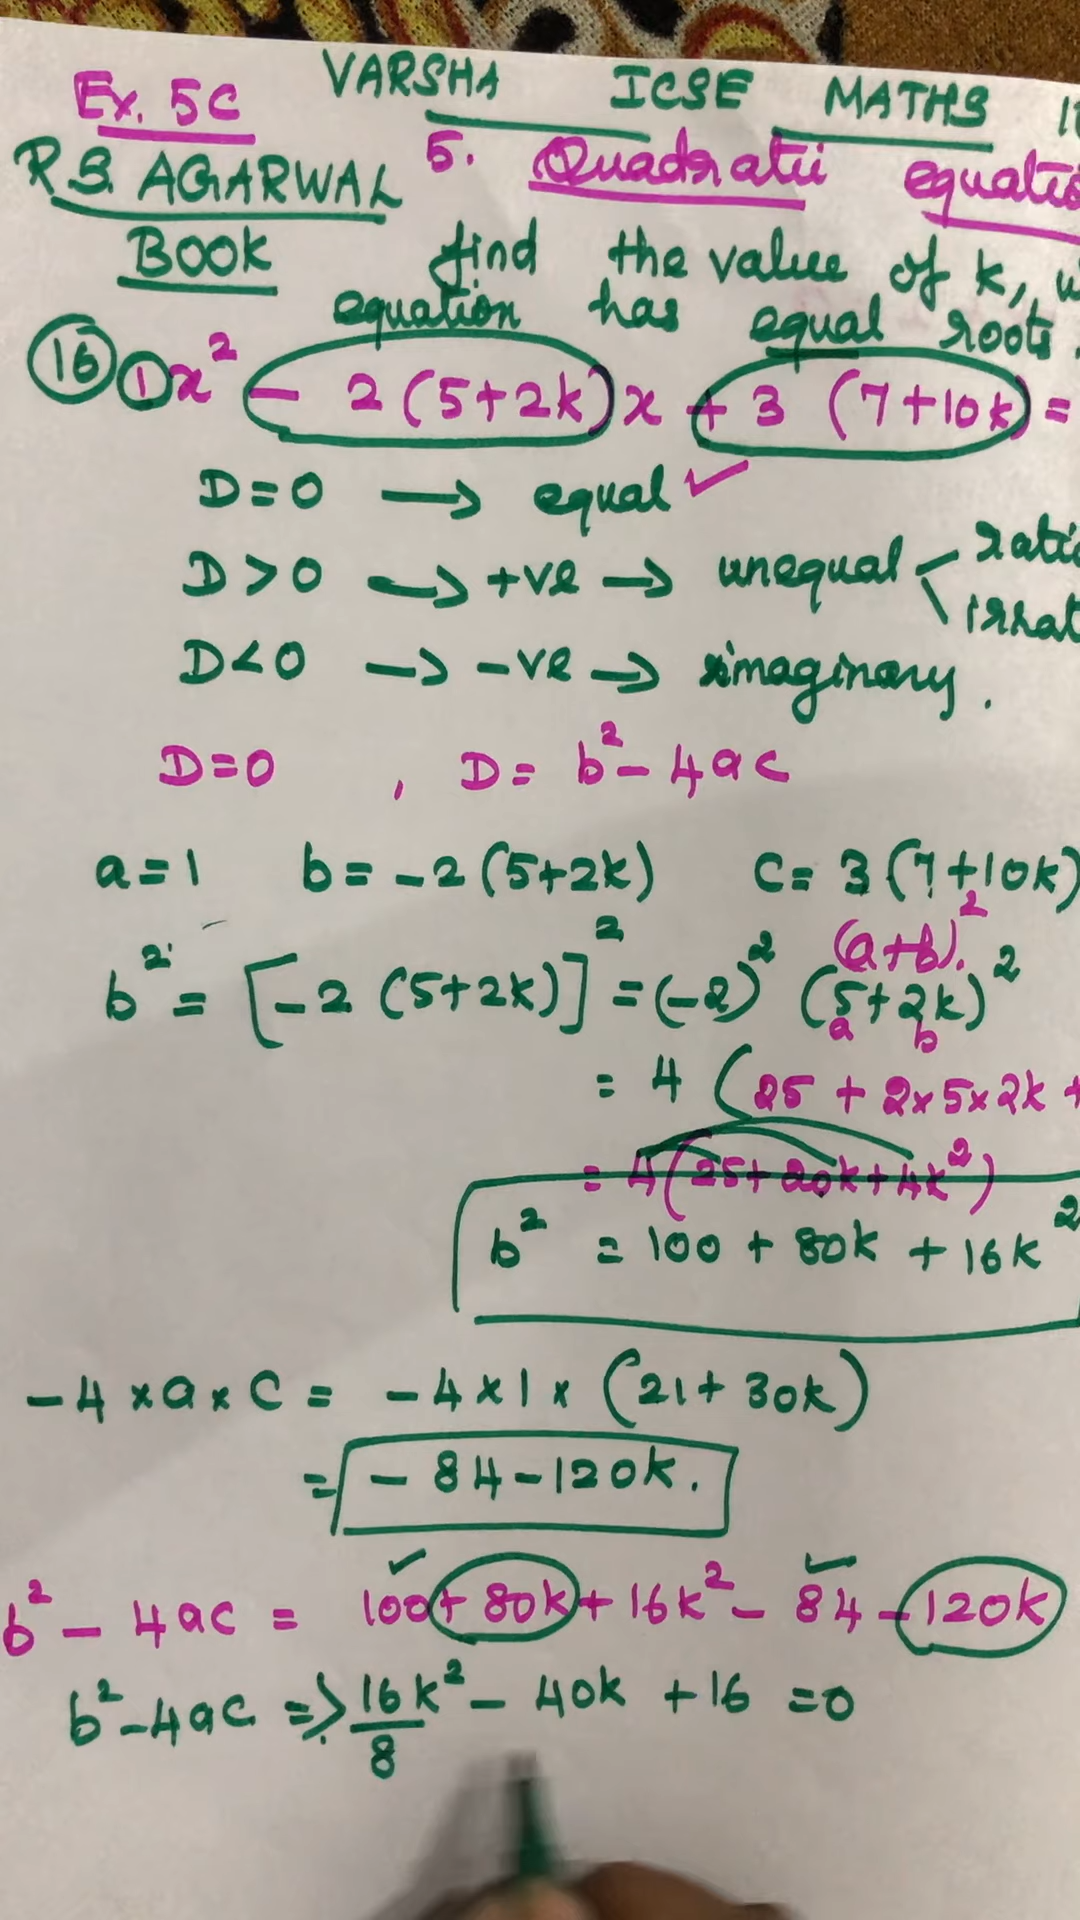 Ex. 5C VARSHA ICSE MATHS
RS. AGARWAL 5. Quadratii
BOOK find the value of k,
equation has equal roots.
16 1 x² - 2(5+2k)x + 3 (7+10k) =
D=0 → equal ✓
D>0 → +ve → unequal
D<0 → -ve → imaginary.
D=0 , D= b²-4ac
a=1 b=-2(5+2k) C= 3(7+10k)
(a+b)²
b² = [-2(5+2k)]² = (-2)² (5+2k)²
a b
= 4 (25 + 2×5×2k +
= 4(25+20k+4k²)
b² = 100 + 80k + 16k²
-4×a×c = -4×1×(21+30k)
= -84-120k.
b² - 4ac = 100+80k+16k²-84-120k
b²-4ac => 16k² - 40k +16 =0
8